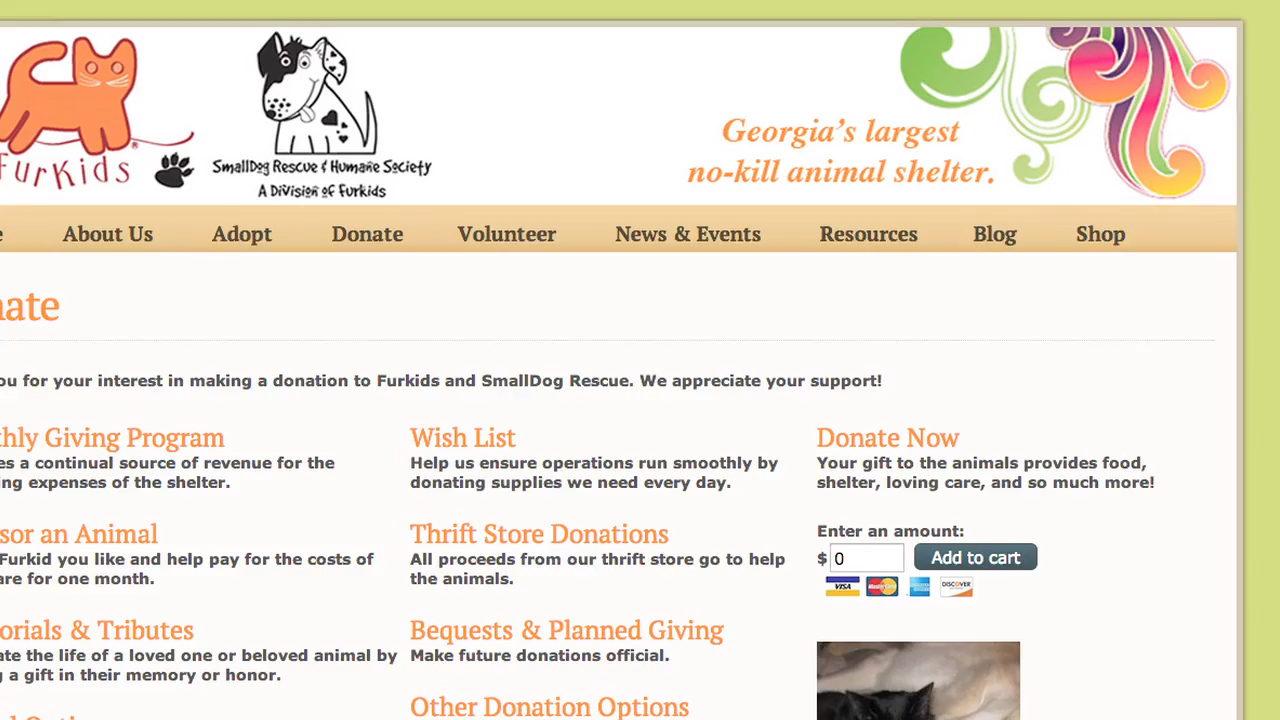 FurKids
SmallDog Rescue & Humane Society
A Division of Furkids
Georgia's largest
no-kill animal shelter.
About Us Adopt Donate Volunteer News & Events Resources Blog Shop
ate
ou for your interest in making a donation to Furkids and SmallDog Rescue. We appreciate your support!
thly Giving Program
es a continual source of revenue for the
ing expenses of the shelter.
sor an Animal
Furkid you like and help pay for the costs of
are for one month.
orials & Tributes
ate the life of a loved one or beloved animal by
g a gift in their memory or honor.
Wish List
Help us ensure operations run smoothly by
donating supplies we need every day.
Thrift Store Donations
All proceeds from our thrift store go to help
the animals.
Bequests & Planned Giving
Make future donations official.
Other Donation Options
Donate Now
Your gift to the animals provides food,
shelter, loving care, and so much more!
Enter an amount:
$ 0 Add to cart
VISA MasterCard DISCOVER